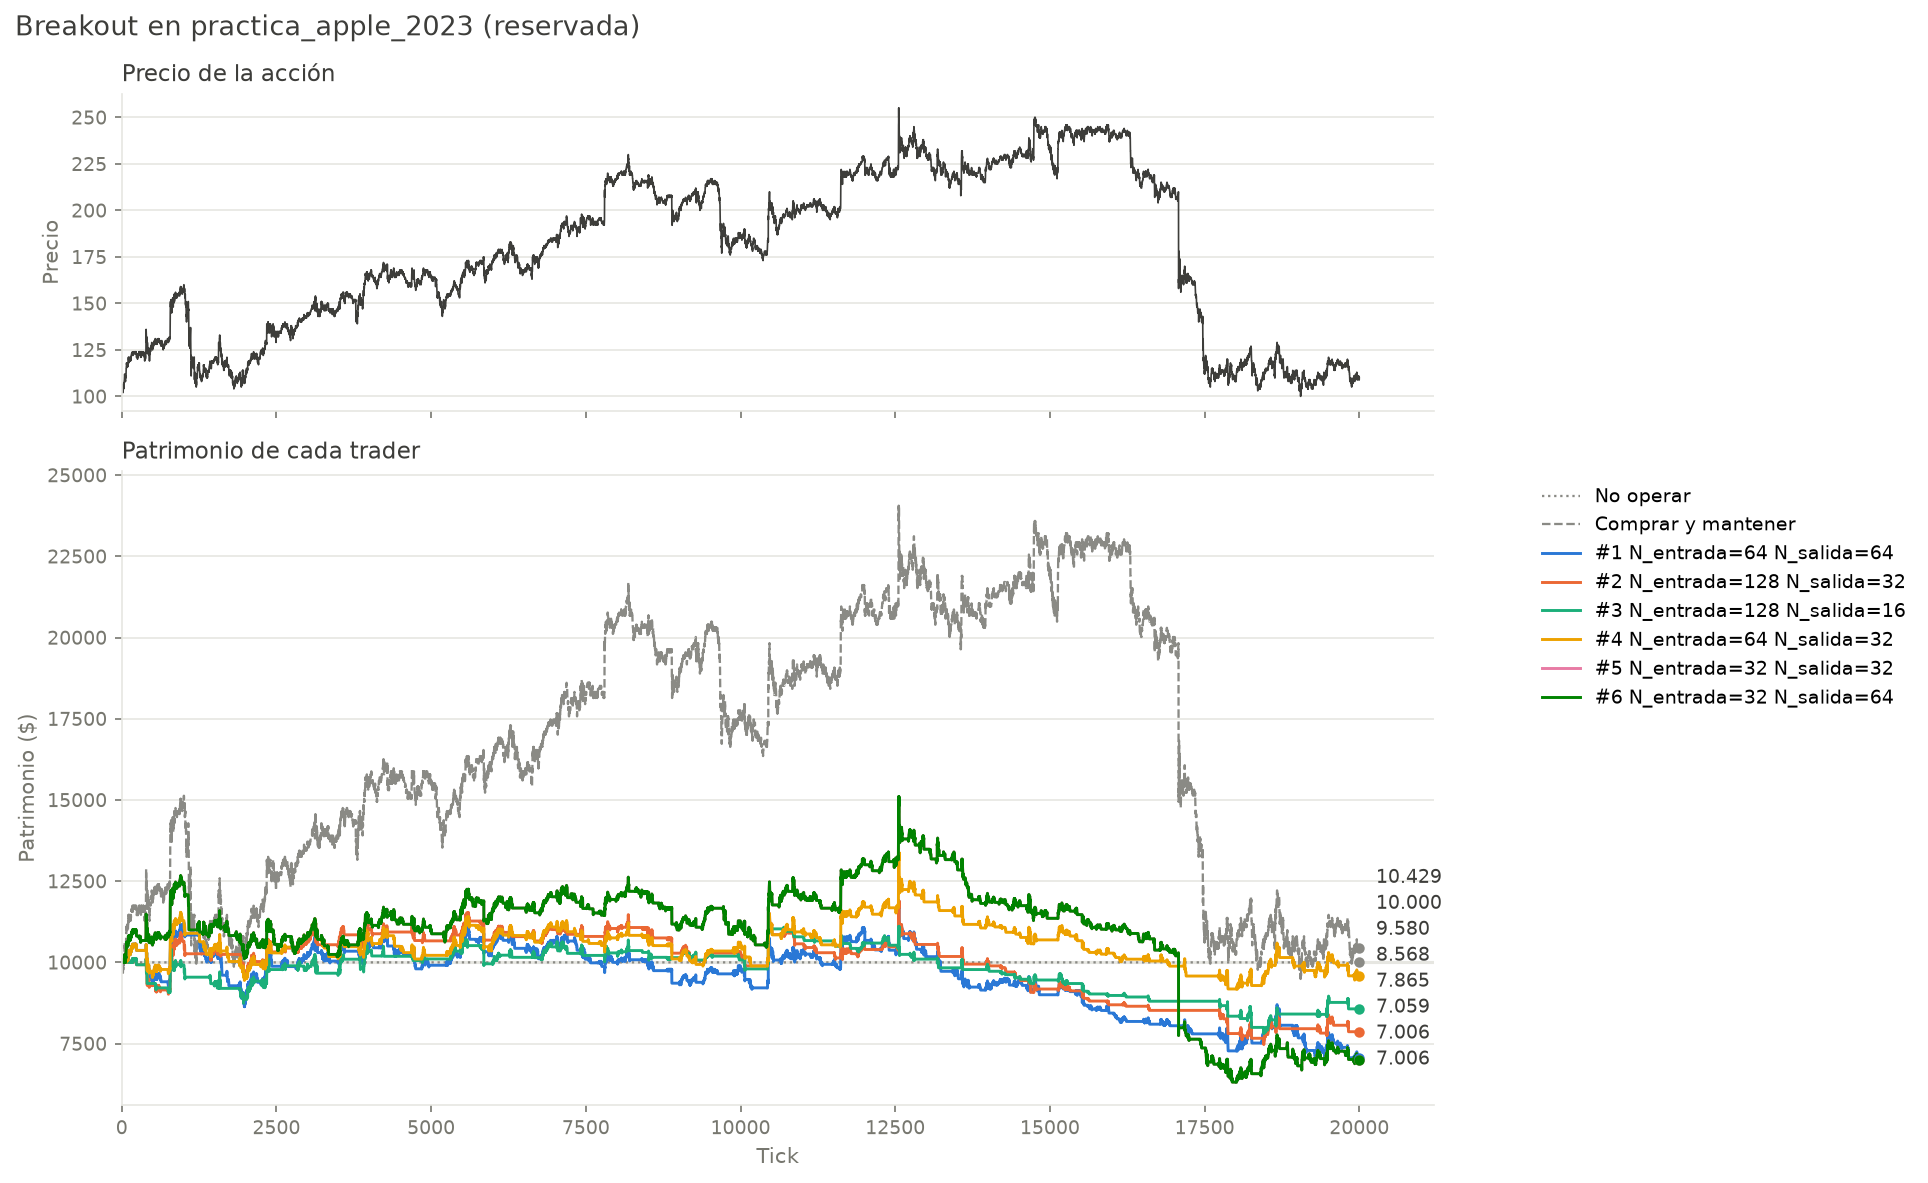 Breakout en practica_apple_2023 (reservada)
Precio de la acción
250
225
200
175
150
125
100
Precio
Patrimonio de cada trader
25000
22500
20000
17500
15000
12500
10000
7500
Patrimonio ($)
0
2500
5000
7500
10000
12500
15000
17500
20000
Tick
10.429
10.000
9.580
8.568
7.865
7.059
7.006
7.006
No operar
Comprar y mantener
#1 N_entrada=64 N_salida=64
#2 N_entrada=128 N_salida=32
#3 N_entrada=128 N_salida=16
#4 N_entrada=64 N_salida=32
#5 N_entrada=32 N_salida=32
#6 N_entrada=32 N_salida=64